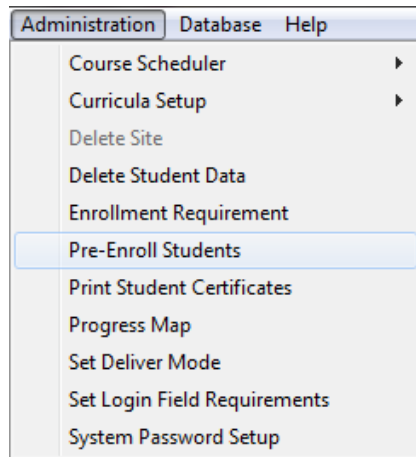 Administration Database Help
Course Scheduler
Curricula Setup
Delete Site
Delete Student Data
Enrollment Requirement
Pre-Enroll Students
Print Student Certificates
Progress Map
Set Deliver Mode
Set Login Field Requirements
System Password Setup